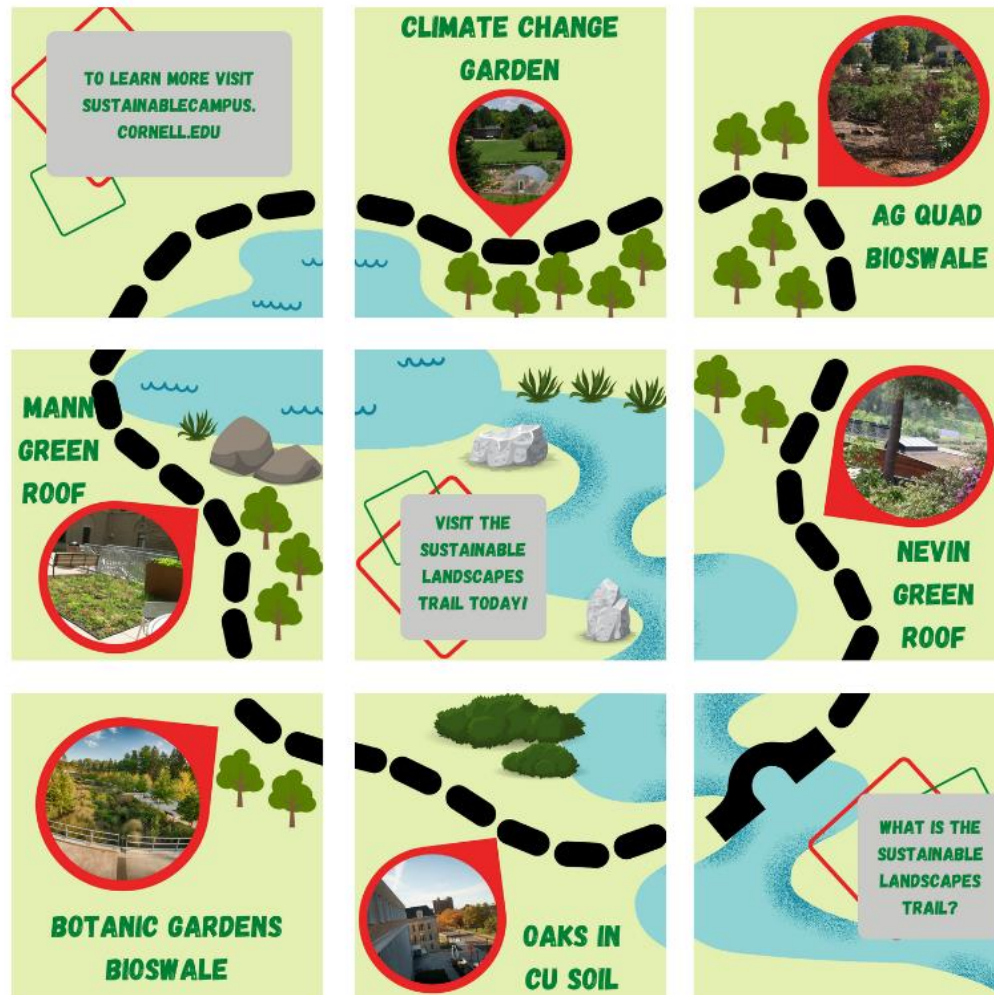 TO LEARN MORE VISIT
SUSTAINABLECAMPUS.
CORNELL.EDU
CLIMATE CHANGE
GARDEN
AG QUAD
BIOSWALE
MANN
GREEN
ROOF
VISIT THE
SUSTAINABLE
LANDSCAPES
TRAIL TODAY!
NEVIN
GREEN
ROOF
BOTANIC GARDENS
BIOSWALE
OAKS IN
CU SOIL
WHAT IS THE
SUSTAINABLE
LANDSCAPES
TRAIL?